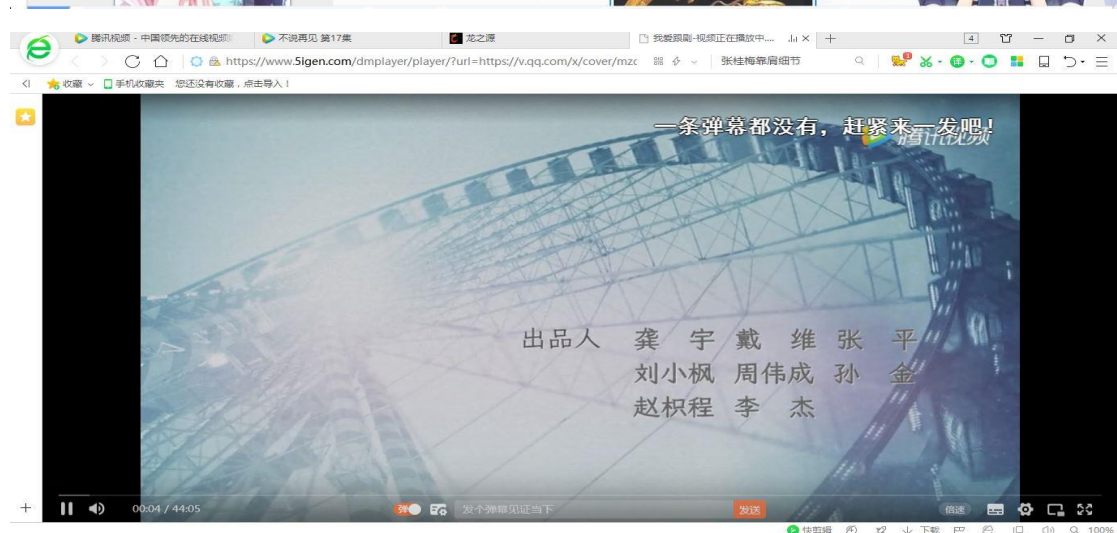 腾讯视频 - 中国领先的在线视频
不说再见 第17集
龙之源
我爱跟剧-视频正在播放中....
4
https://www.5igen.com/dmplayer/player/?url=https://v.qq.com/x/cover/mzc
张桂梅靠肩细节
收藏
手机收藏夹
您还没有收藏，点击导入！
一条弹幕都没有，赶紧来一发吧！
腾讯视频
出品人 龚宇 戴维 张平
刘小枫 周伟成 孙金
赵枳程 李杰
00:04 / 44:05
弹
发个弹幕见证当下
发送
倍速
快剪辑
下载
100%